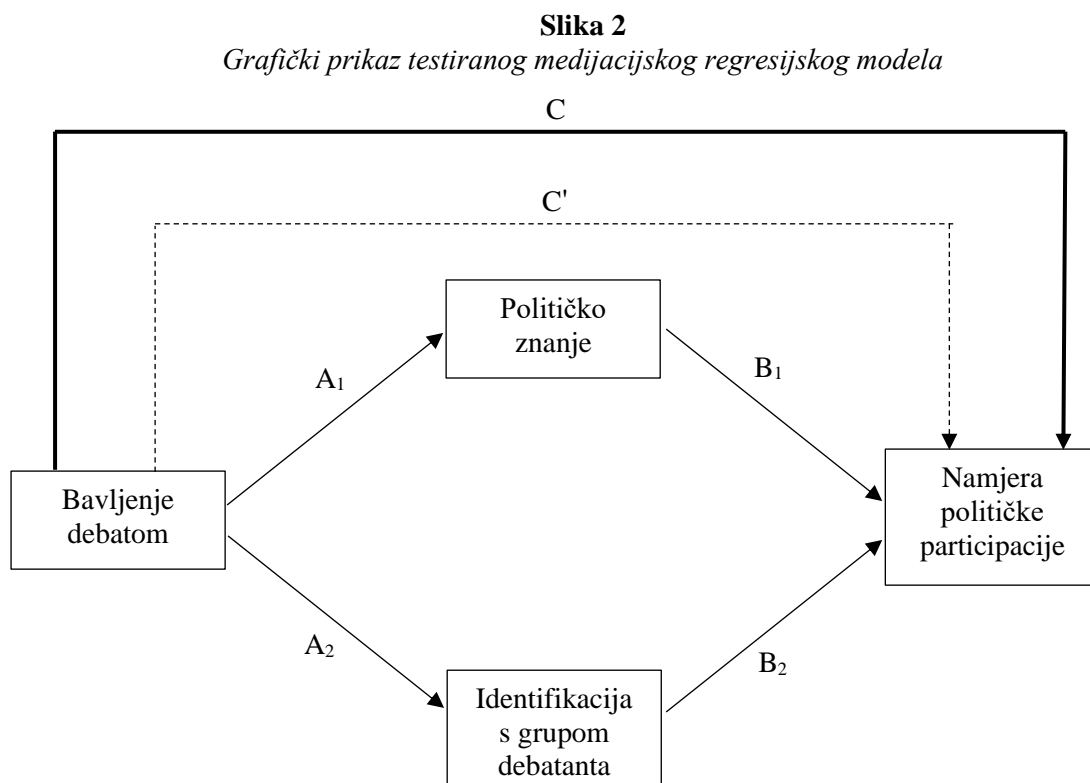 Slika 2
Grafički prikaz testiranog medijacijskog regresijskog modela
C
C'
Političko
znanje
A1
B1
Bavljenje
debatom
Namjera
političke
participacije
A2
B2
Identifikacija
s grupom
debatanta